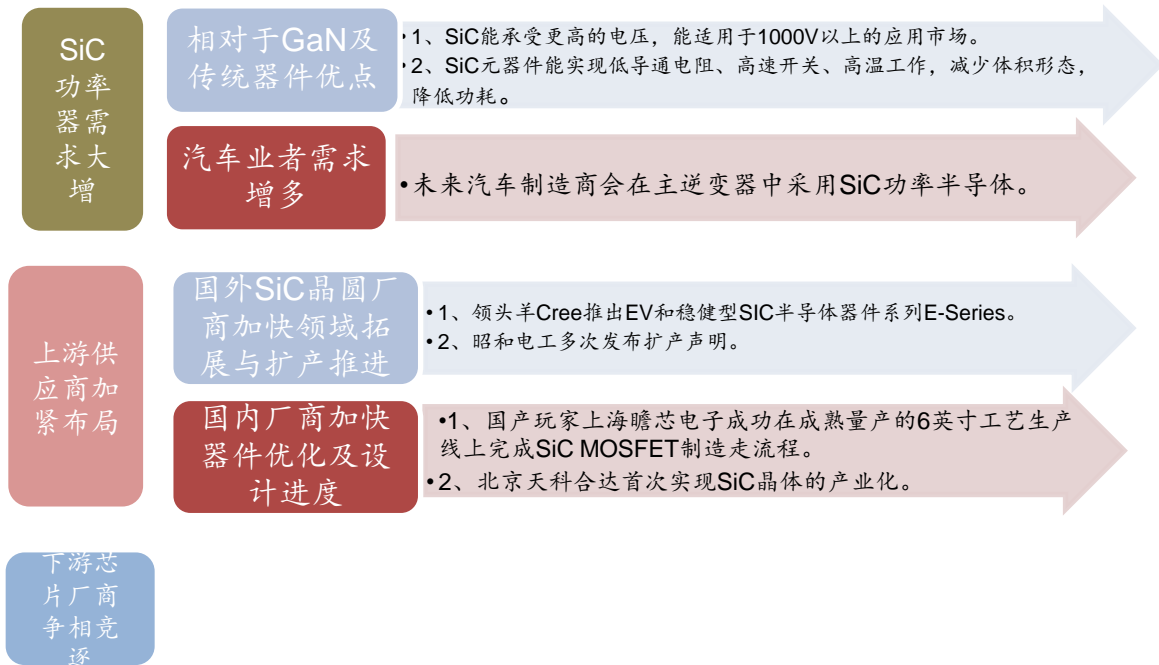 SiC
功率
器需
求大
增
相对于GaN及
传统器件优点
•1、SiC能承受更高的电压，能适用于1000V以上的应用市场。
•2、SiC元器件能实现低导通电阻、高速开关、高温工作，减少体积形态，
降低功耗。
汽车业者需求
增多
•未来汽车制造商会在主逆变器中采用SiC功率半导体。
上游供
应商加
紧布局
国外SiC晶圆厂
商加快领域拓
展与扩产推进
•1、领头羊Cree推出EV和稳健型SIC半导体器件系列E-Series。
•2、昭和电工多次发布扩产声明。
国内厂商加快
器件优化及设
计进度
•1、国产玩家上海瞻芯电子成功在成熟量产的6英寸工艺生产
线上完成SiC MOSFET制造走流程。
•2、北京天科合达首次实现SiC晶体的产业化。
下游芯
片厂商
争相竞
逐